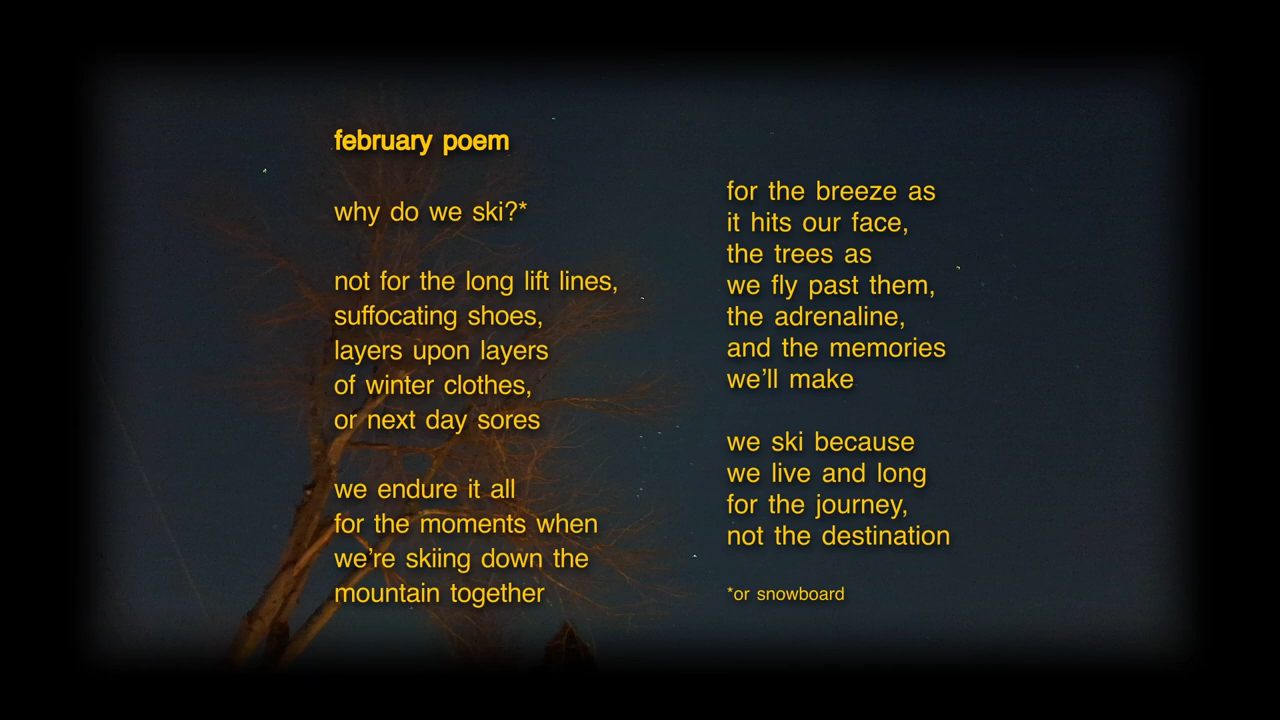 february poem
why do we ski?*
not for the long lift lines,
suffocating shoes,
layers upon layers
of winter clothes,
or next day sores
we endure it all
for the moments when
we're skiing down the
mountain together
for the breeze as
it hits our face,
the trees as
we fly past them,
the adrenaline,
and the memories
we'll make
we ski because
we live and long
for the journey,
not the destination
*or snowboard